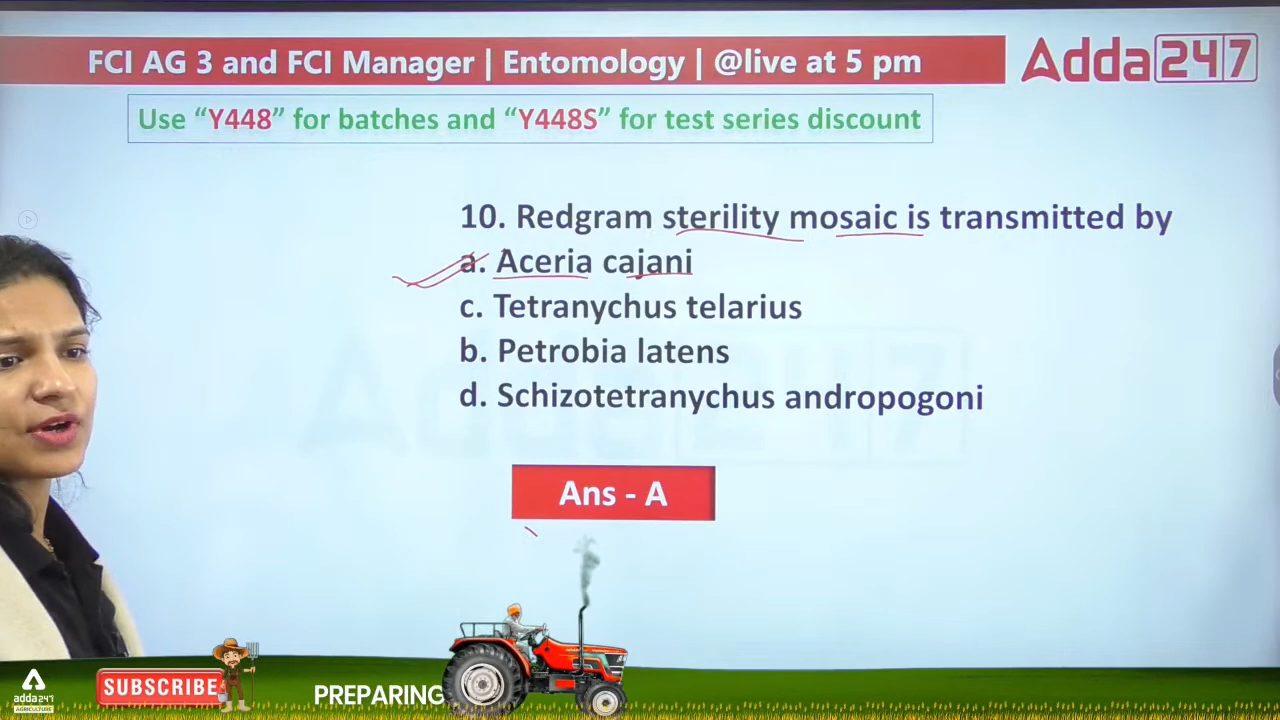 FCI AG 3 and FCI Manager | Entomology | @live at 5 pm
Adda247
Use “Y448” for batches and “Y448S” for test series discount
10. Redgram sterility mosaic is transmitted by
a. Aceria cajani
c. Tetranychus telarius
b. Petrobia latens
d. Schizotetranychus andropogoni
Ans - A
adda247
AGRICULTURE
SUBSCRIBE
PREPARING